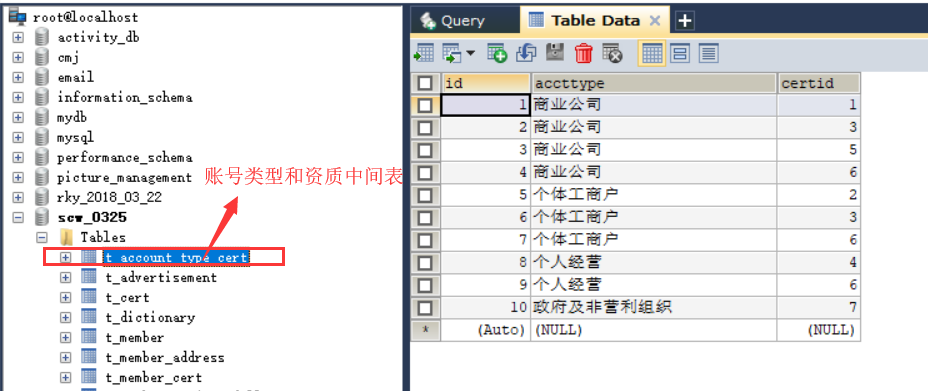 root@localhost
activity_db
cmj
email
information_schema
mydb
mysql
performance_schema
picture_management
rky_2018_03_22
scw_0325
Tables
t_account_type_cert
t_advertisement
t_cert
t_dictionary
t_member
t_member_address
t_member_cert
账号类型和资质中间表
Query
Table Data
id accttype certid
1 商业公司 1
2 商业公司 3
3 商业公司 5
4 商业公司 6
5 个体工商户 2
6 个体工商户 3
7 个体工商户 6
8 个人经营 4
9 个人经营 6
10 政府及非营利组织 7
* (Auto) (NULL) (NULL)